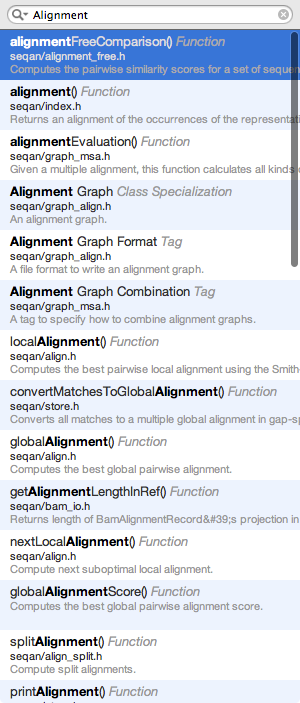 Alignment
alignmentFreeComparison() Function
seqan/alignment_free.h
Computes the pairwise similarity scores for a set of
alignment() Function
seqan/index.h
Returns an alignment of the occurrences of the
alignmentEvaluation() Function
seqan/graph_msa.h
Given a multiple alignment, this function calculates all kinds
Alignment Graph Class Specialization
seqan/graph_align.h
An alignment graph.
Alignment Graph Format Tag
seqan/graph_align.h
A file format to write an alignment graph.
Alignment Graph Combination Tag
seqan/graph_msa.h
A tag to specify how to combine alignment graphs.
localAlignment() Function
seqan/align.h
Computes the best pairwise local alignment using the
convertMatchesToGlobalAlignment() Function
seqan/store.h
Converts all matches to a multiple global alignment in
globalAlignment() Function
seqan/align.h
Computes the best global pairwise alignment.
getAlignmentLengthInRef() Function
seqan/bam_io.h
Returns length of BamAlignmentRecord&#39;s projection in
nextLocalAlignment() Function
seqan/align.h
Compute next suboptimal local alignment.
globalAlignmentScore() Function
Computes the best global pairwise alignment score.
splitAlignment() Function
seqan/align_split.h
Compute split alignments.
printAlignment() Function